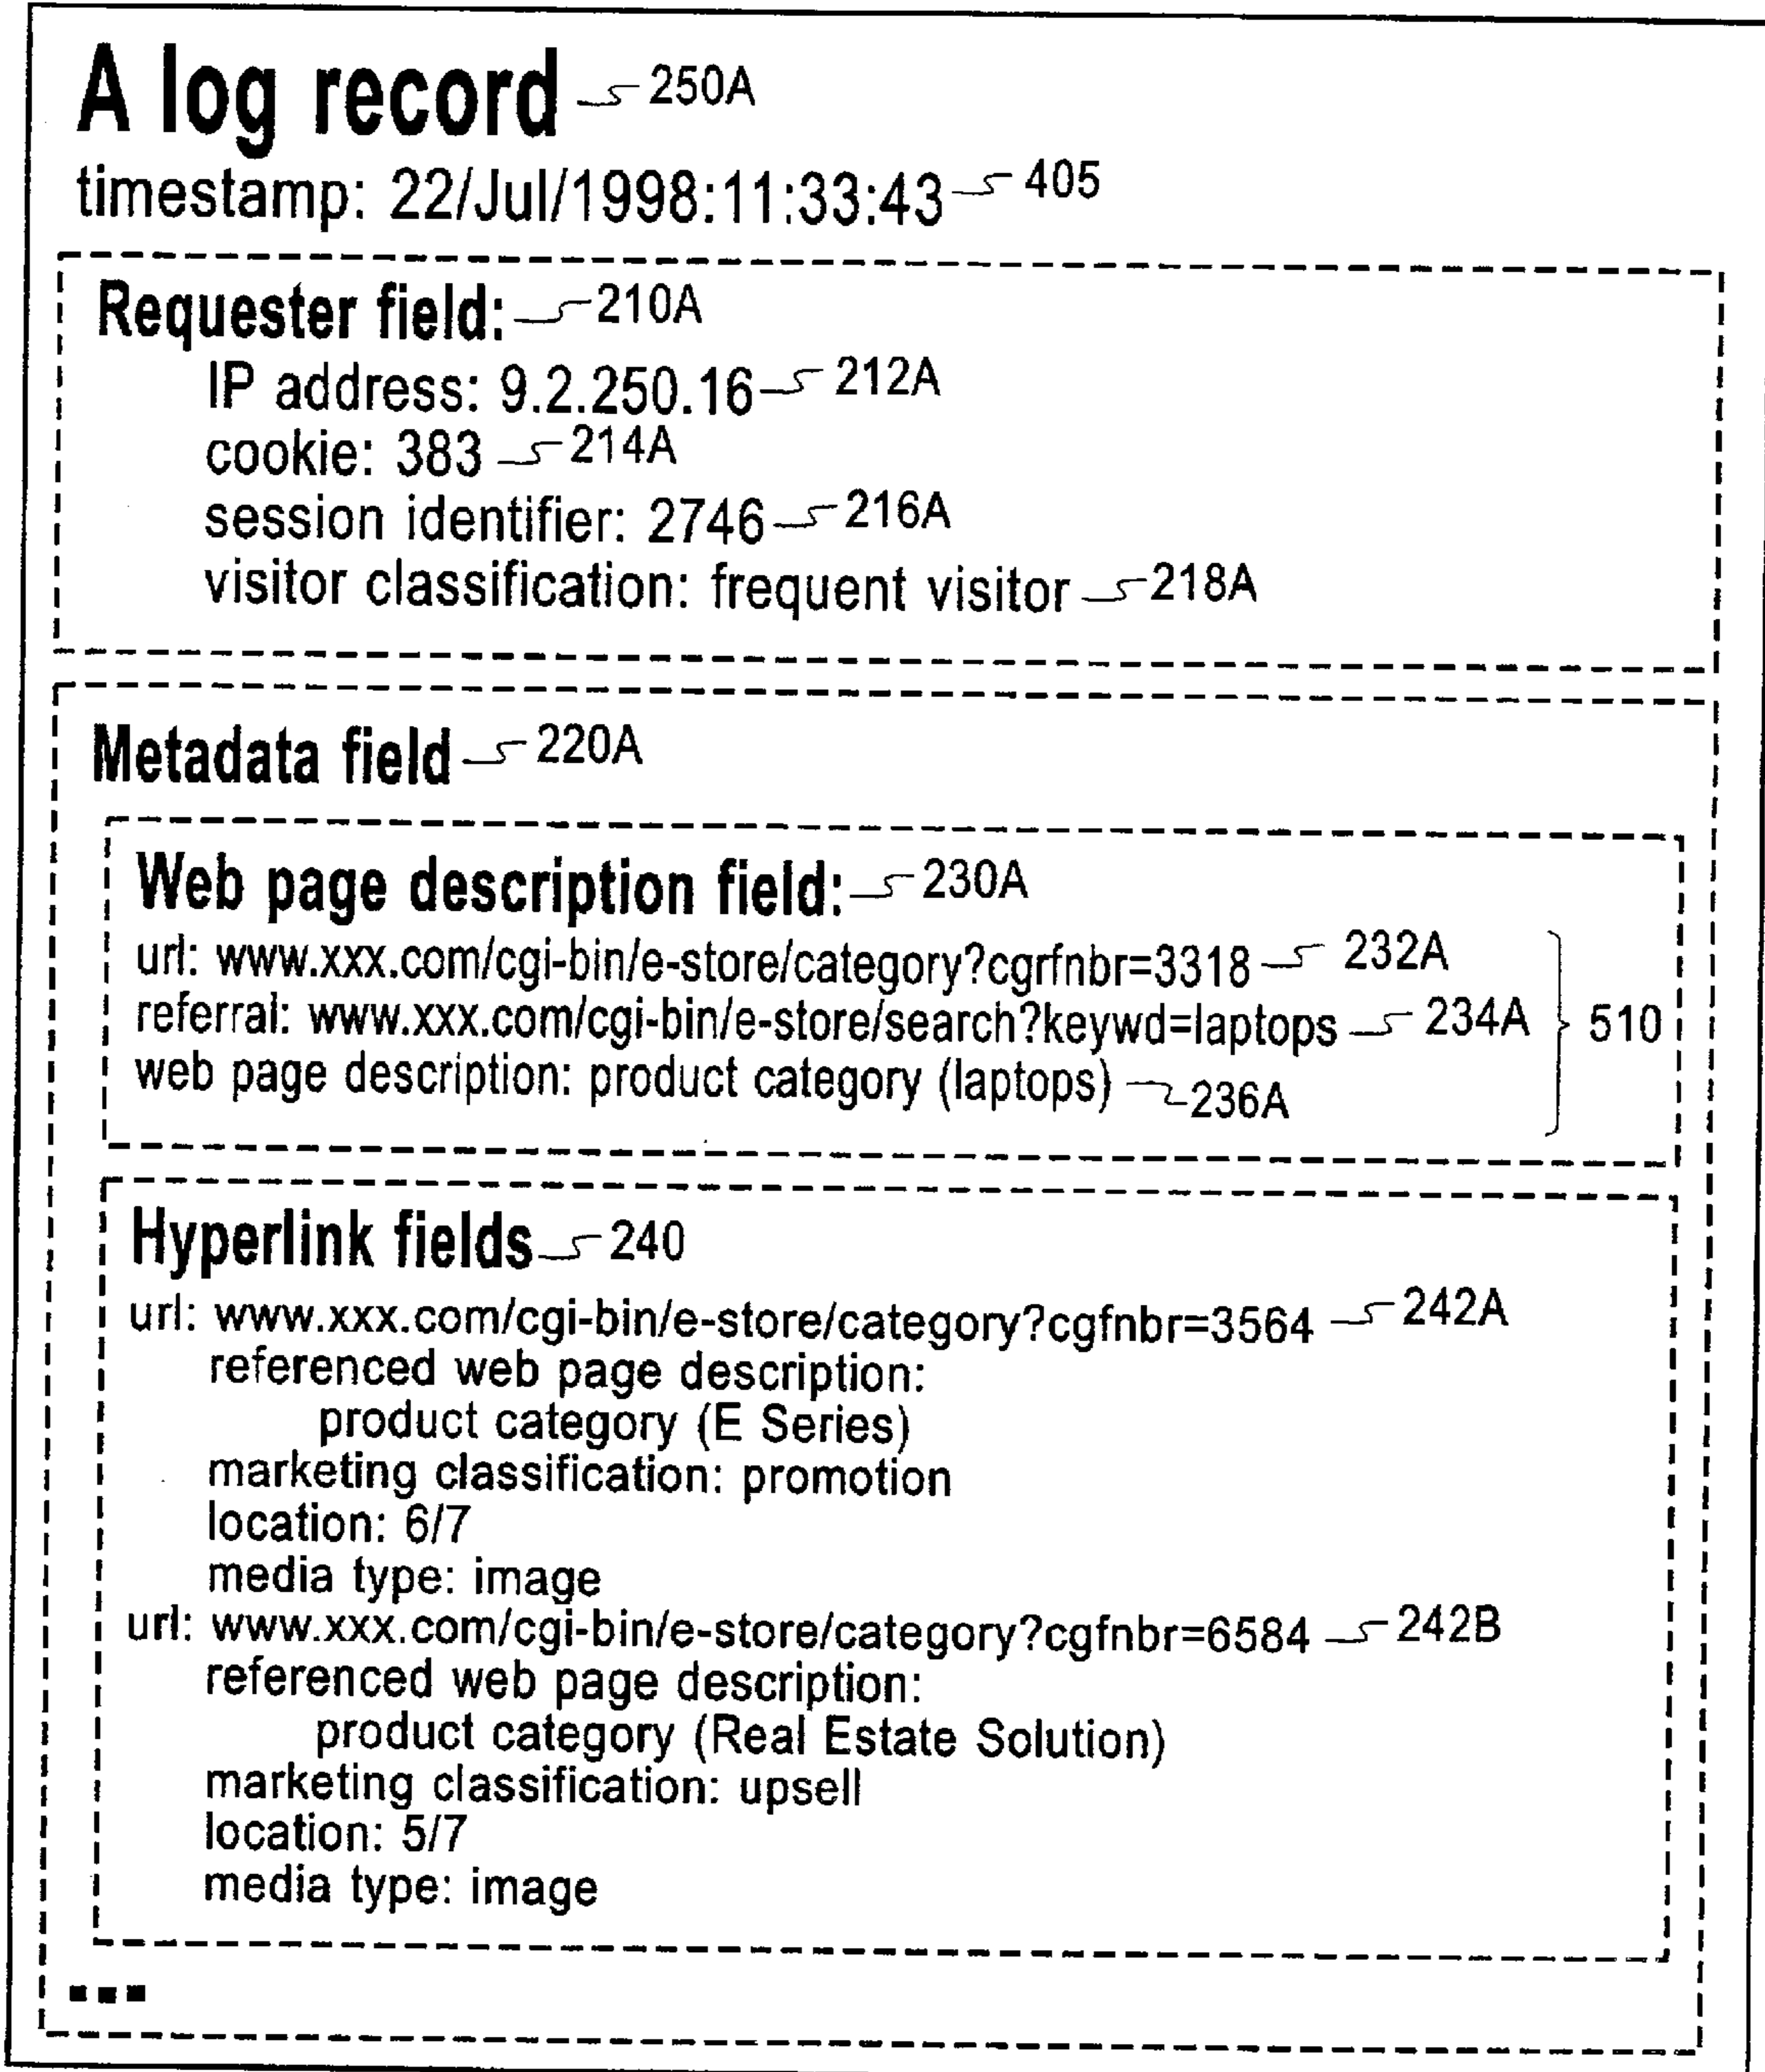 A log record 250A
timestamp: 22/Jul/1998:11:33:43 405
Requester field: 210A
IP address: 9.2.250.16 212A
cookie: 383 214A
session identifier: 2746 216A
visitor classification: frequent visitor 218A
Metadata field 220A
Web page description field: 230A
url: www.xxx.com/cgi-bin/e-store/category?cgrfnbr=3318 232A
referral: www.xxx.com/cgi-bin/e-store/search?keywd=laptops 234A
510
web page description: product category (laptops) 236A
Hyperlink fields 240
url: www.xxx.com/cgi-bin/e-store/category?cgfnbr=3564 242A
referenced web page description:
product category (E Series)
marketing classification: promotion
location: 6/7
media type: image
url: www.xxx.com/cgi-bin/e-store/category?cgfnbr=6584 242B
referenced web page description:
product category (Real Estate Solution)
marketing classification: upsell
location: 5/7
media type: image